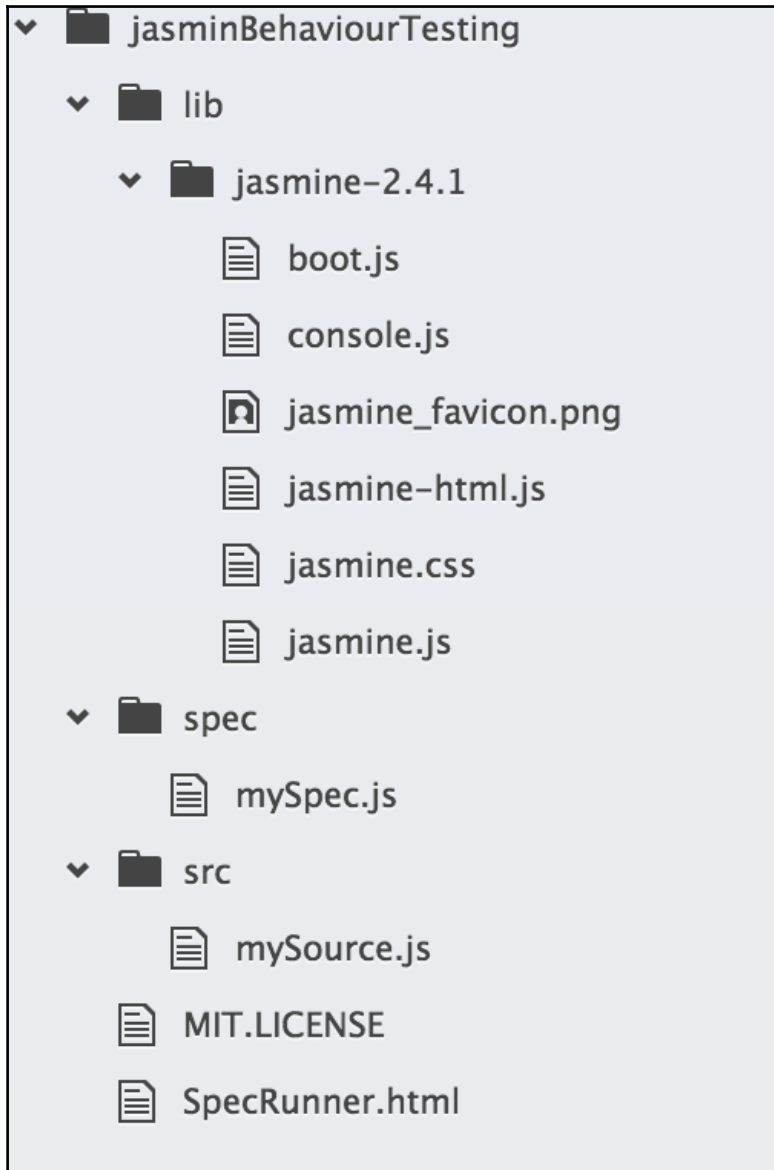 jasminBehaviourTesting
lib
jasmine-2.4.1
boot.js
console.js
jasmine_favicon.png
jasmine-html.js
jasmine.css
jasmine.js
spec
mySpec.js
src
mySource.js
MIT.LICENSE
SpecRunner.html